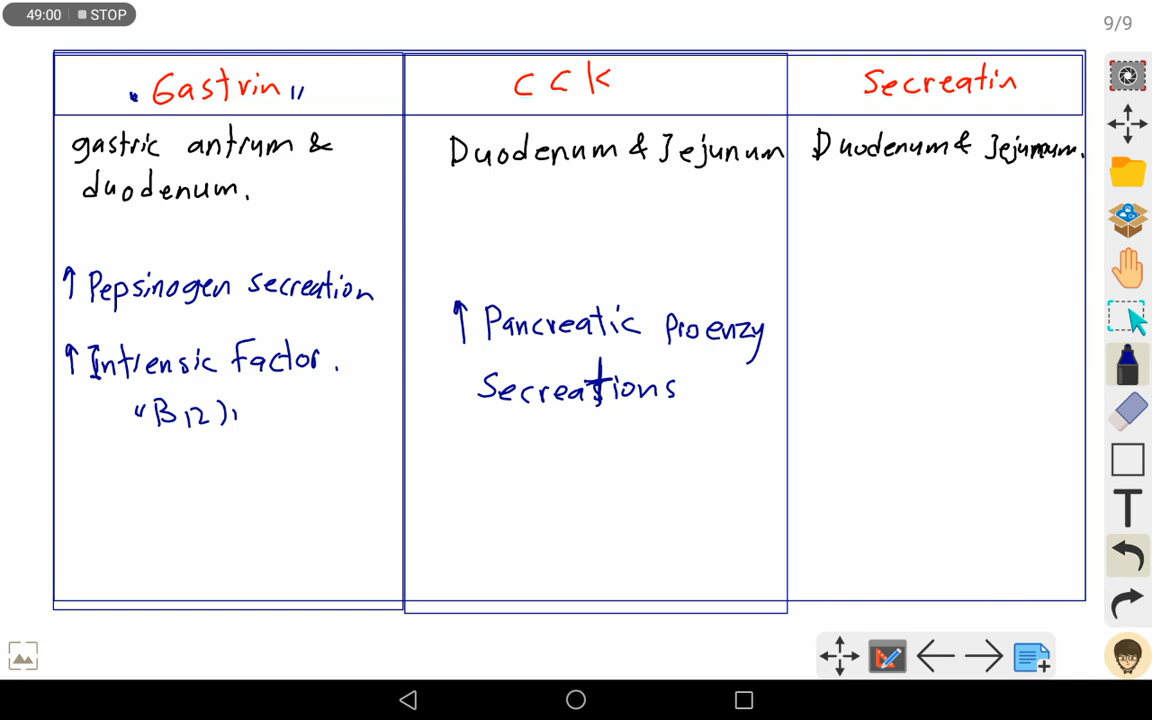 49:00 STOP
9/9
"Gastrin"
CCK
Secreatin
gastric antrum &
duodenum.
↑ Pepsinogen secreation
↑ Intrensic Factor.
"B12"
Duodenum & Jejunum
↑ Pancreatic Proenzy
Secreations
Duodenum & Jejunum.
T